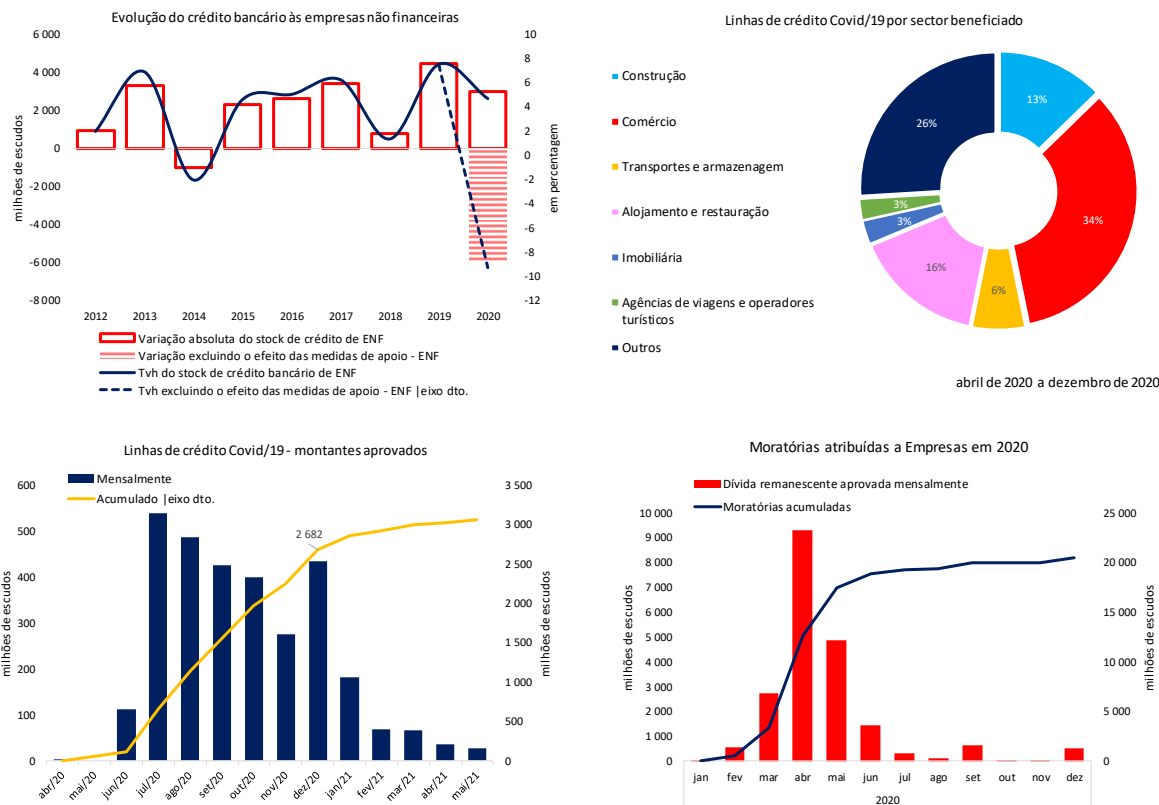 Evolução do crédito bancário às empresas não financeiras
milhões de escudos
6 000
4 000
2 000
0
-2 000
-4 000
-6 000
-8 000
10
8
6
4
2
0
-2
-4
-6
-8
-10
-12
em percentagem
2012 2013 2014 2015 2016 2017 2018 2019 2020
Variação absoluta do stock de crédito de ENF
Variação excluindo o efeito das medidas de apoio - ENF
Tvh do stock de crédito bancário de ENF
Tvh excluindo o efeito das medidas de apoio - ENF |eixo dto.
Linhas de crédito Covid/19 por sector beneficiado
Construção
Comércio
Transportes e armazenagem
Alojamento e restauração
Imobiliária
Agências de viagens e operadores
turísticos
Outros
13%
34%
6%
16%
3%
3%
26%
abril de 2020 a dezembro de 2020
Linhas de crédito Covid/19 - montantes aprovados
Mensalmente
Acumulado |eixo dto.
milhões de escudos
600
500
400
300
200
100
0
2 682
3 500
3 000
2 500
2 000
1 500
1 000
500
0
milhões de escudos
abr/20 mai/20 jun/20 jul/20 ago/20 set/20 out/20 nov/20 dez/20 jan/21 fev/21 mar/21 abr/21 mai/21
Moratórias atribuídas a Empresas em 2020
Dívida remanescente aprovada mensalmente
Moratórias acumuladas
milhões de escudos
10 000
9 000
8 000
7 000
6 000
5 000
4 000
3 000
2 000
1 000
0
25 000
20 000
15 000
10 000
5 000
0
milhões de escudos
jan fev mar abr mai jun jul ago set out nov dez
2020